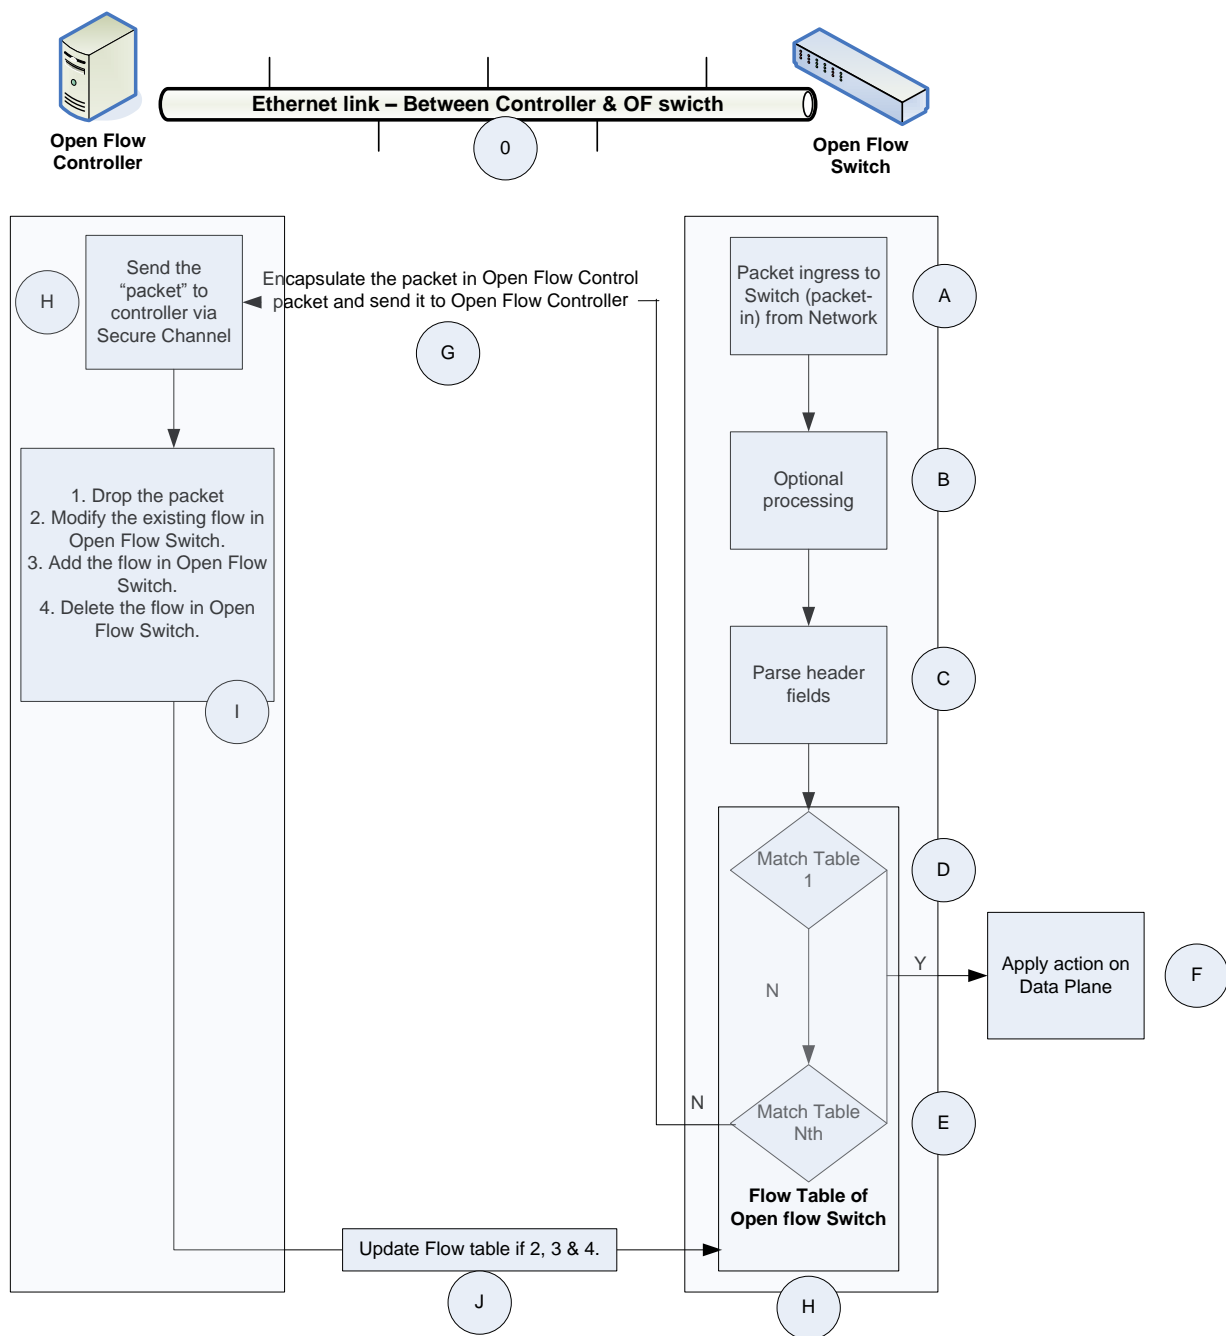 Ethernet link – Between Controller & OF swicth
Open Flow
Controller
0
Open Flow
Switch
H
Send the
“packet” to
controller via
Secure Channel
Encapsulate the packet in Open Flow Control
packet and send it to Open Flow Controller
G
Packet ingress to
Switch (packet-
in) from Network
A
Optional
processing
B
1. Drop the packet
2. Modify the existing flow in
Open Flow Switch.
3. Add the flow in Open Flow
Switch.
4. Delete the flow in Open
Flow Switch.
I
Parse header
fields
C
Match Table
1
D
N
Y
Apply action on
Data Plane
F
N
Match Table
Nth
E
Flow Table of
Open flow Switch
Update Flow table if 2, 3 & 4.
J
H